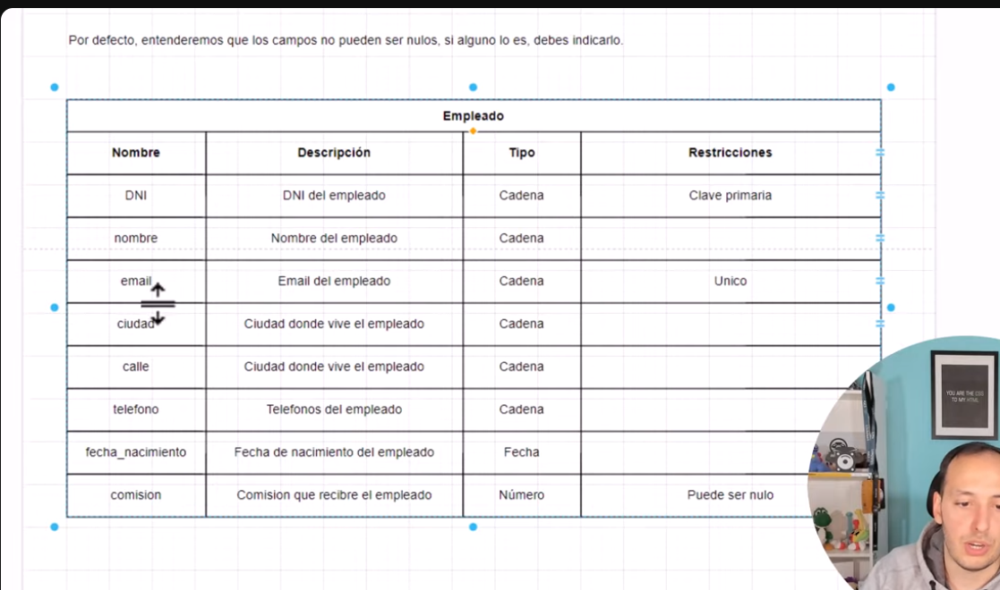 Por defecto, entenderemos que los campos no pueden ser nulos, si alguno lo es, debes indicarlo.
Empleado
Nombre Descripción Tipo Restricciones
DNI DNI del empleado Cadena Clave primaria
nombre Nombre del empleado Cadena
email Email del empleado Cadena Unico
ciudad Ciudad donde vive el empleado Cadena
calle Ciudad donde vive el empleado Cadena
telefono Telefonos del empleado Cadena
fecha_nacimiento Fecha de nacimiento del empleado Fecha
comision Comision que recibre el empleado Número Puede ser nulo
YOU ARE THE CSS
TO MY HTML